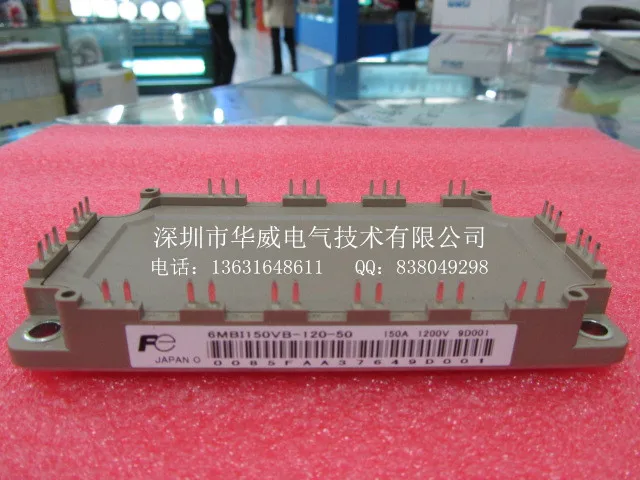 深圳市华威电气技术有限公司
电话：13631648611 QQ：838049298
Fe 6MBI150VB-120-50 150A 1200V 9D001
JAPAN O 0085FAA37649D001